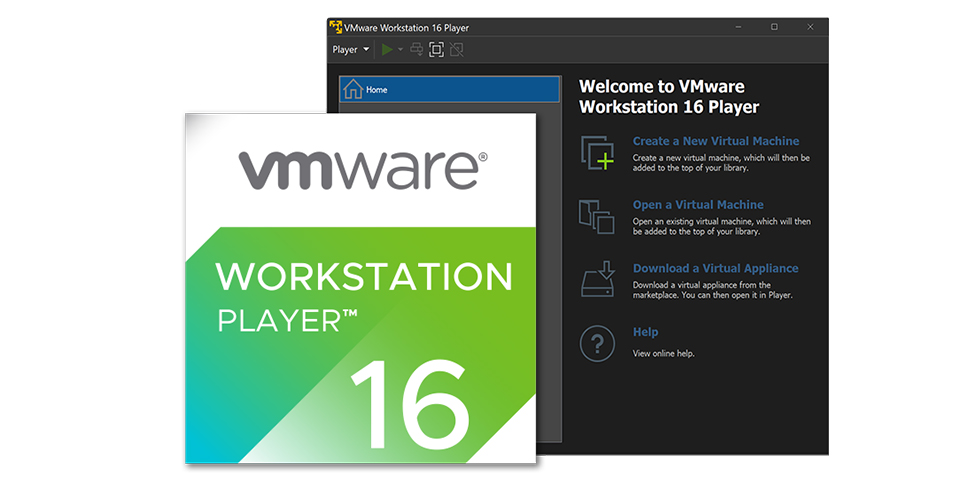 VMware Workstation 16 Player
Player
Home
Welcome to VMware
Workstation 16 Player
Create a New Virtual Machine
Create a new virtual machine, which will then be
added to the top of your library.
Open a Virtual Machine
Open an existing virtual machine, which will then
be added to the top of your library.
Download a Virtual Appliance
Download a virtual appliance from the
marketplace. You can then open it in Player.
Help
View online help.
vmware®
WORKSTATION
PLAYER™
16